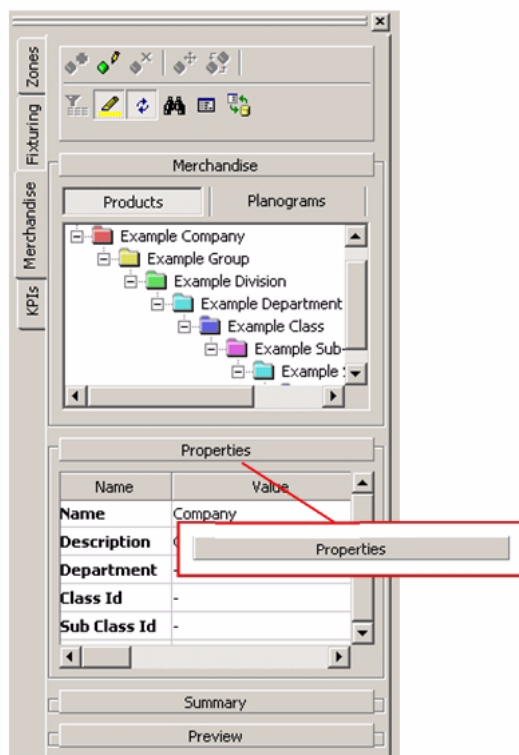 Zones
Fixturing
Merchandise
KPIs
Merchandise
Products Planograms
Example Company
Example Group
Example Division
Example Department
Example Class
Example Sub-
Example
Properties
Name Value
Name Company
Description
Properties
Department -
Class Id -
Sub Class Id -
Summary
Preview